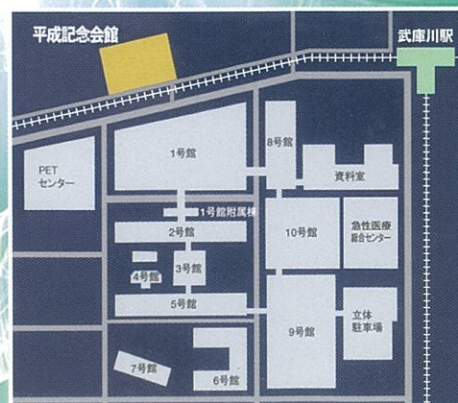 平成記念会館
武庫川駅
1号館
8号館
PET
センター
資料室
1号館附属棟
2号館
10号館
急性医療
総合センター
3号館
4号館
5号館
9号館
立体
駐車場
7号館
6号館